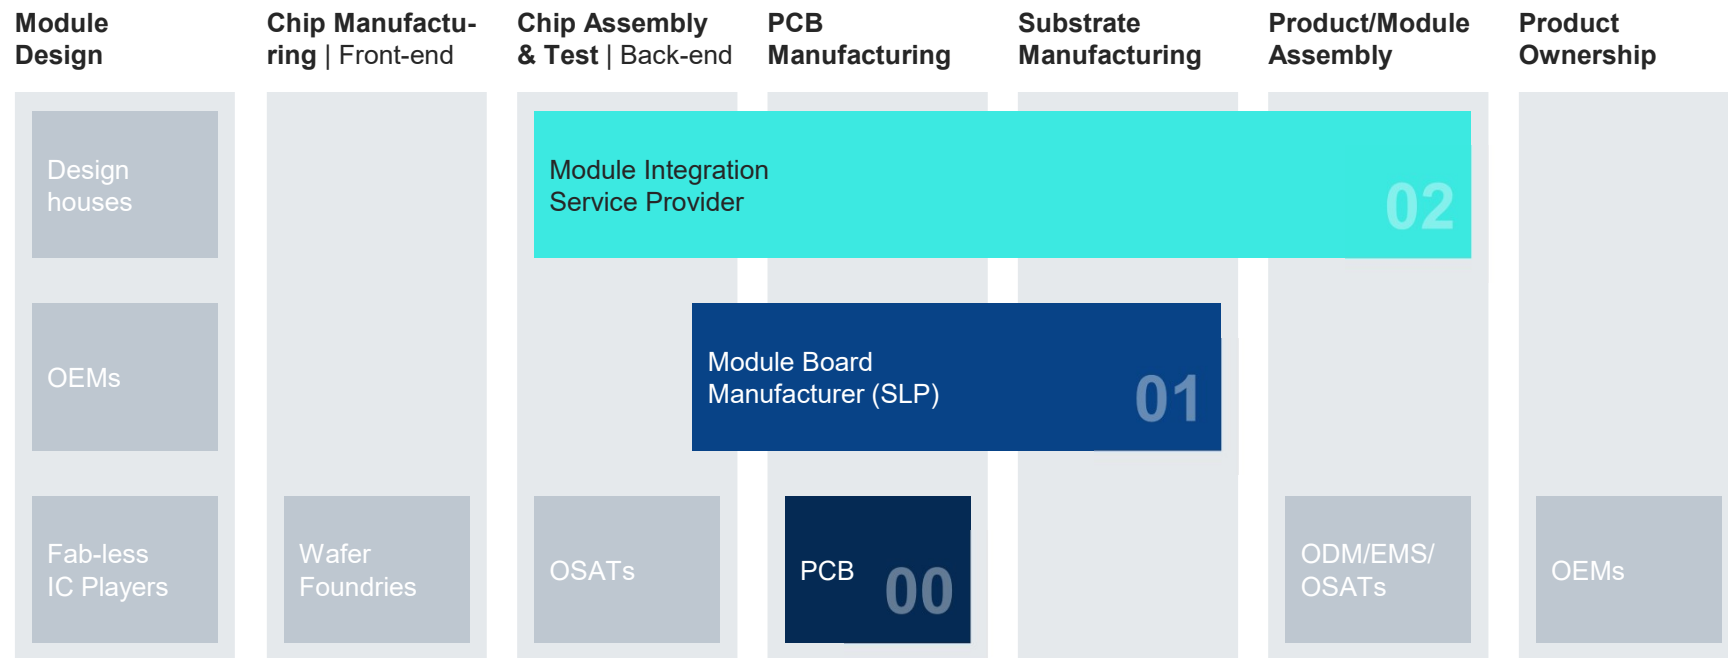 Module
Design
Chip Manufactu-
ring | Front-end
Chip Assembly
& Test | Back-end
PCB
Manufacturing
Substrate
Manufacturing
Product/Module
Assembly
Product
Ownership
Design
houses
Module Integration
Service Provider
02
OEMs
Module Board
Manufacturer (SLP)
01
Fab-less
IC Players
Wafer
Foundries
OSATs
PCB
00
ODM/EMS/
OSATs
OEMs